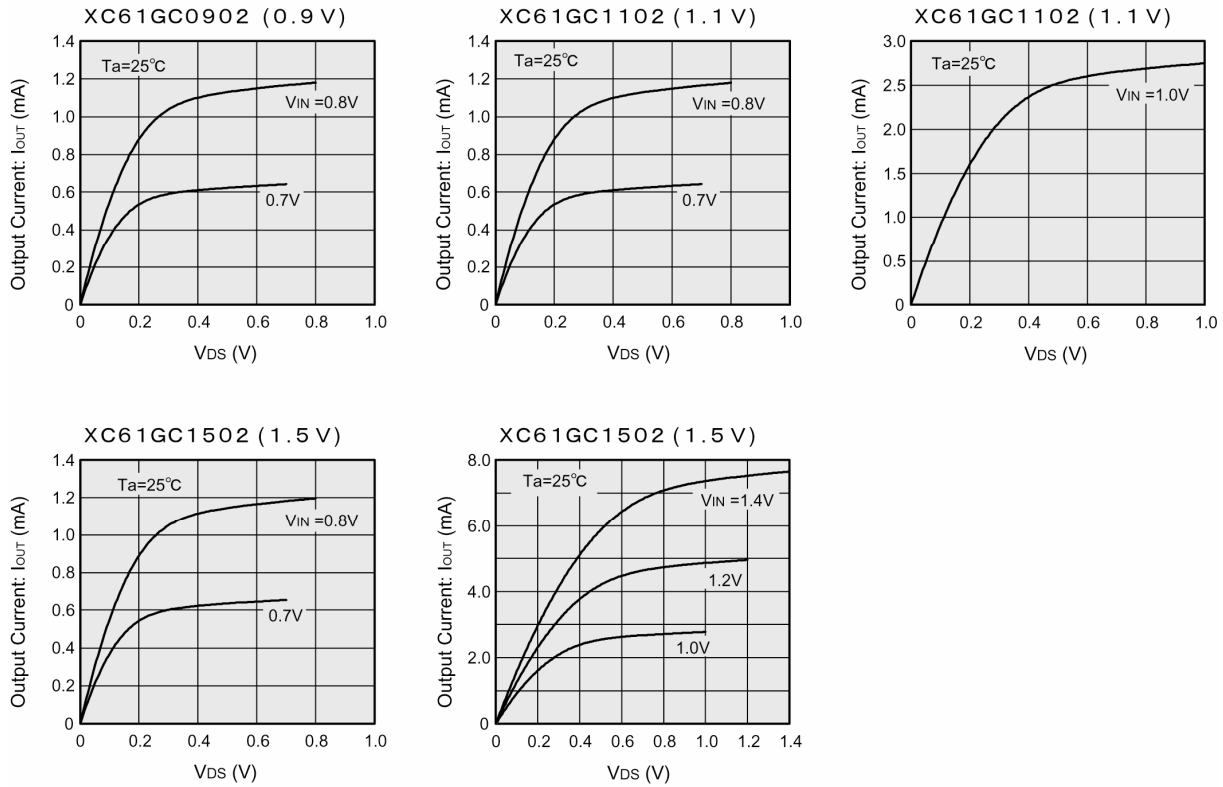 XC61GC0902 (0.9V)
1.4
1.2
1.0
0.8
0.6
0.4
0.2
0
Output Current: IOUT (mA)
Ta=25℃
VIN =0.8V
0.7V
0 0.2 0.4 0.6 0.8 1.0
VDS (V)
XC61GC1102 (1.1V)
1.4
1.2
1.0
0.8
0.6
0.4
0.2
0
Output Current: IOUT (mA)
Ta=25℃
VIN =0.8V
0.7V
0 0.2 0.4 0.6 0.8 1.0
VDS (V)
XC61GC1102 (1.1V)
3.0
2.5
2.0
1.5
1.0
0.5
0
Output Current: IOUT (mA)
Ta=25℃
VIN =1.0V
0 0.2 0.4 0.6 0.8 1.0
VDS (V)
XC61GC1502 (1.5V)
1.4
1.2
1.0
0.8
0.6
0.4
0.2
0
Output Current: IOUT (mA)
Ta=25℃
VIN =0.8V
0.7V
0 0.2 0.4 0.6 0.8 1.0
VDS (V)
XC61GC1502 (1.5V)
8.0
6.0
4.0
2.0
0
Output Current: IOUT (mA)
Ta=25℃
VIN =1.4V
1.2V
1.0V
0 0.2 0.4 0.6 0.8 1.0 1.2 1.4
VDS (V)